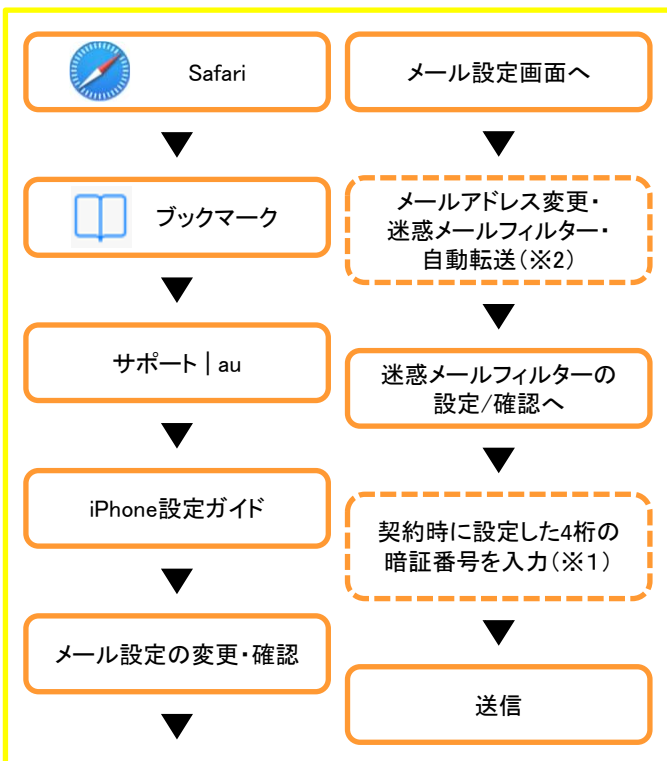 Safari
ブックマーク
サポート | au
iPhone設定ガイド
メール設定の変更・確認
メール設定画面へ
メールアドレス変更・
迷惑メールフィルター・
自動転送(※2)
迷惑メールフィルターの
設定/確認へ
契約時に設定した4桁の
暗証番号を入力(※1)
送信